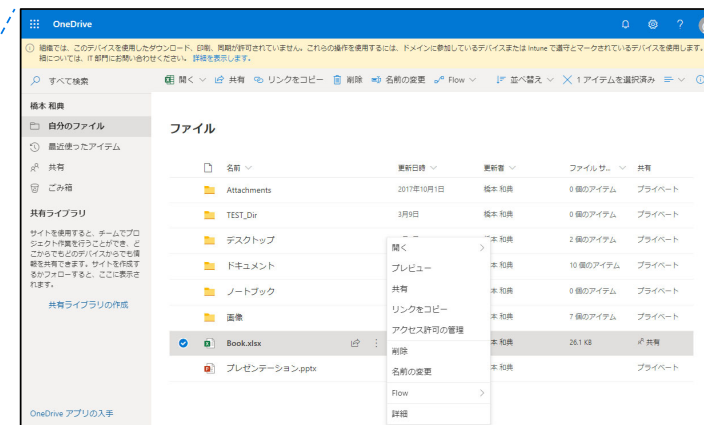 OneDrive
組織では、このデバイスを使用したダウンロード、印刷、同期が許可されていません。これらの操作を使用するには、ドメインに参加しているデバイスまたは Intune で遵守とマークされているデバイスを使用します。
細については、IT 部門にお問い合わせください。 詳細を表示します。
すべて検索
開く 共有 リンクをコピー 削除 名前の変更 Flow 並べ替え 1 アイテムを選択済み
橋本 和典
自分のファイル
最近使ったアイテム
共有
ごみ箱
共有ライブラリ
サイトを使用すると、チームでプロ
ジェクト作業を行うことができ、ど
こからでもどのデバイスからでも情
報を共有できます。サイトを作成す
るかフォローすると、ここに表示さ
れます。
共有ライブラリの作成
OneDrive アプリの入手
ファイル
名前 更新日時 更新者 ファイル サ... 共有
Attachments 2017年10月1日 橋本 和典 0 個のアイテム プライベート
TEST_Dir 3月9日 橋本 和典 0 個のアイテム プライベート
デスクトップ 本 和典 2 個のアイテム プライベート
ドキュメント 本 和典 10 個のアイテム プライベート
ノートブック 本 和典 0 個のアイテム プライベート
画像 本 和典 7 個のアイテム プライベート
Book.xlsx 本 和典 26.1 KB 共有
プレゼンテーション.pptx 本 和典 プライベート
開く
プレビュー
共有
リンクをコピー
アクセス許可の管理
削除
名前の変更
Flow
詳細